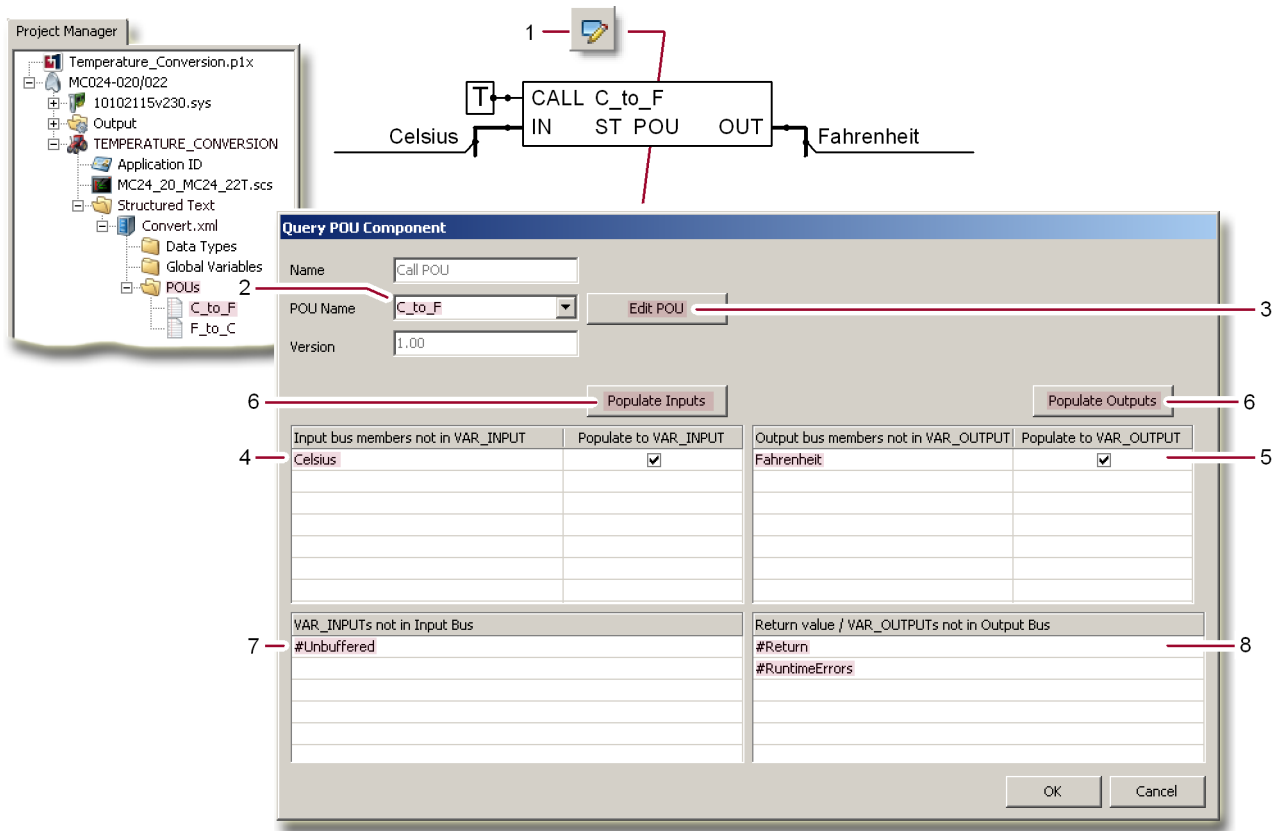 Project Manager
Temperature_Conversion.p1x
MC024-020/022
10102115v230.sys
Output
TEMPERATURE_CONVERSION
Application ID
MC24_20_MC24_22T.scs
Structured Text
Convert.xml
Data Types
Global Variables
POUs
C_to_F
F_to_C
1
T
CALL C_to_F
Celsius IN ST POU OUT Fahrenheit
Query POU Component
Name Call POU
2 POU Name C_to_F Edit POU 3
Version 1.00
6 Populate Inputs Populate Outputs 6
Input bus members not in VAR_INPUT Populate to VAR_INPUT Output bus members not in VAR_OUTPUT Populate to VAR_OUTPUT
4 Celsius Fahrenheit 5
VAR_INPUTs not in Input Bus Return value / VAR_OUTPUTs not in Output Bus
7 #Unbuffered #Return 8
#RuntimeErrors
OK Cancel